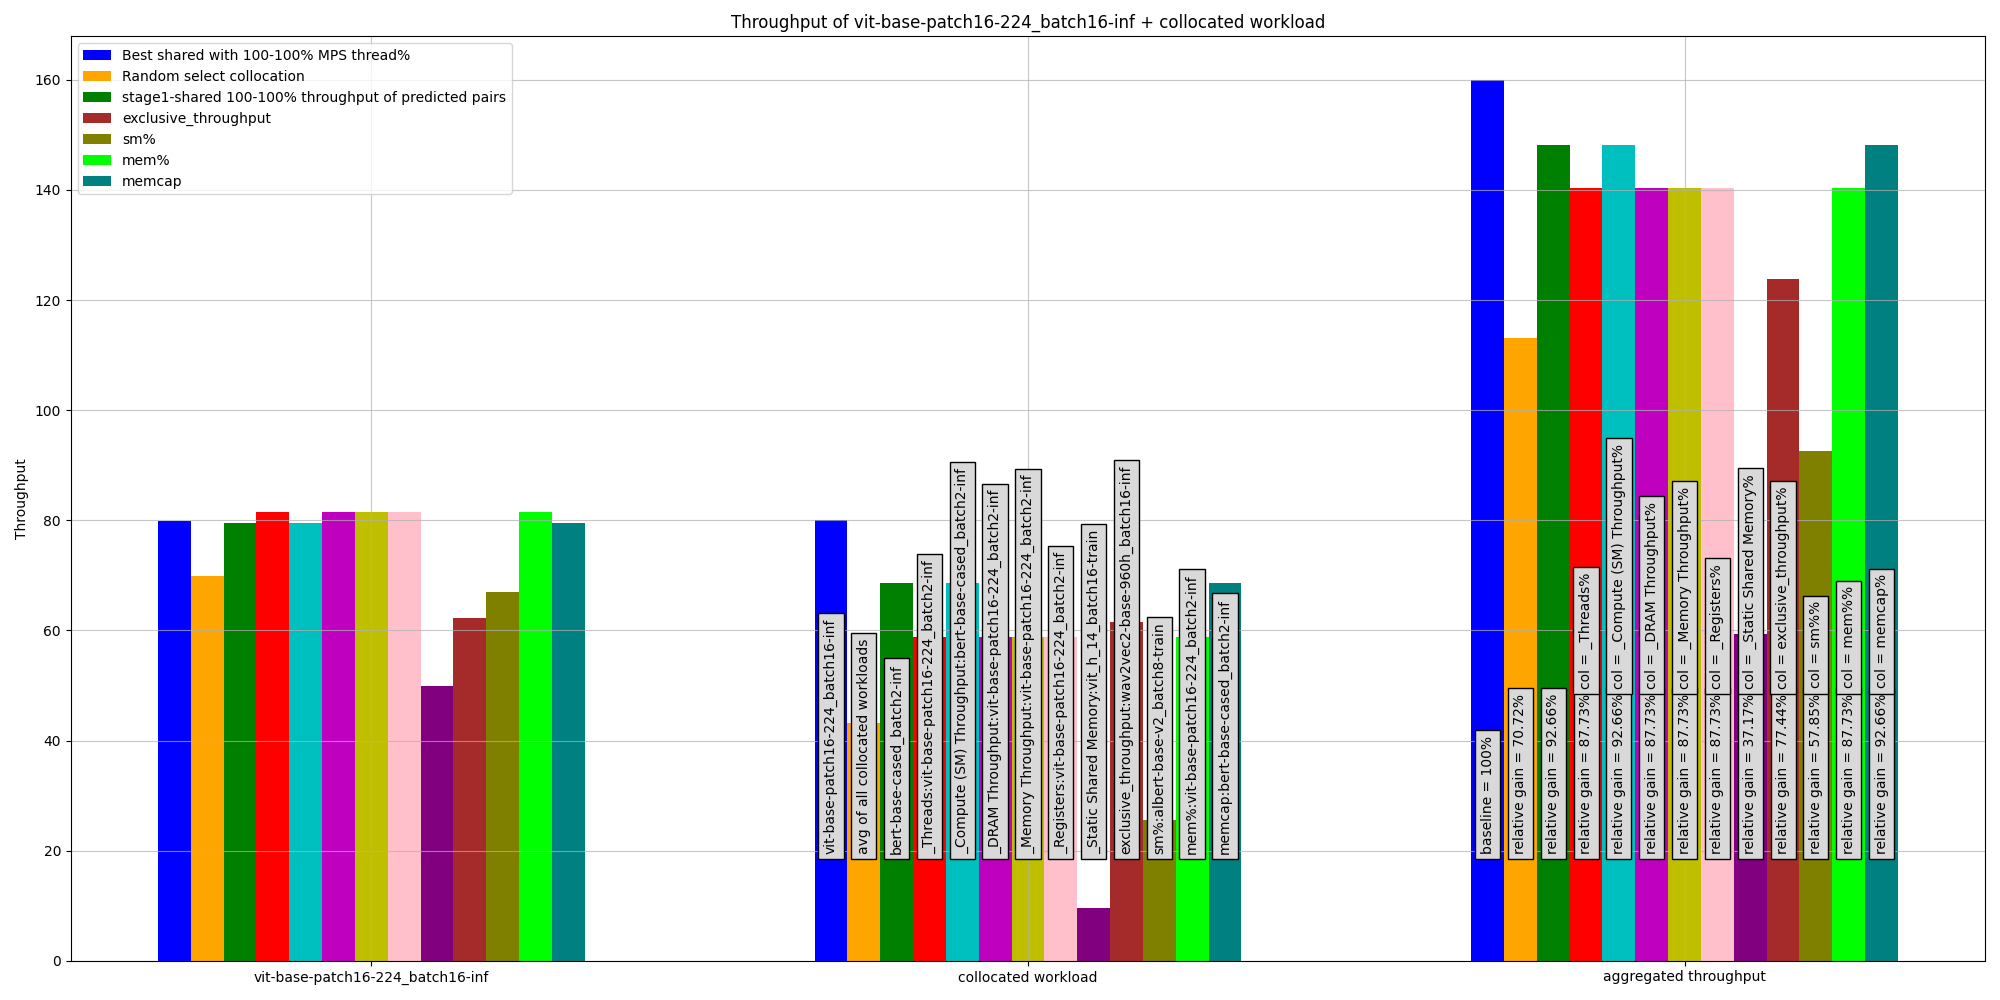 Throughput of vit-base-patch16-224_batch16-inf + collocated workload
Best shared with 100-100% MPS thread%
Random select collocation
stage1-shared 100-100% throughput of predicted pairs
exclusive_throughput
sm%
mem%
memcap
Throughput
160
140
120
100
80
60
40
20
0
vit-base-patch16-224_batch16-inf
avg of all collocated workloads
bert-base-cased_batch2-inf
_Threads:vit-base-patch16-224_batch2-inf
_Compute (SM) Throughput:bert-base-cased_batch2-inf
_DRAM Throughput:vit-base-patch16-224_batch2-inf
_Memory Throughput:vit-base-patch16-224_batch2-inf
_Registers:vit-base-patch16-224_batch2-inf
_Static Shared Memory:vit_h_14_batch16-train
exclusive_throughput:wav2vec2-base-960h_batch16-inf
sm%:albert-base-v2_batch8-train
mem%:vit-base-patch16-224_batch2-inf
memcap:bert-base-cased_batch2-inf
baseline = 100%
relative gain = 70.72%
relative gain = 92.66%
relative gain = 87.73% col = _Threads%
relative gain = 92.66% col = _Compute (SM) Throughput%
relative gain = 87.73% col = _DRAM Throughput%
relative gain = 87.73% col = _Memory Throughput%
relative gain = 87.73% col = _Registers%
relative gain = 37.17% col = _Static Shared Memory%
relative gain = 77.44% col = exclusive_throughput%
relative gain = 57.85% col = sm%%
relative gain = 87.73% col = mem%%
relative gain = 92.66% col = memcap%
vit-base-patch16-224_batch16-inf
collocated workload
aggregated throughput